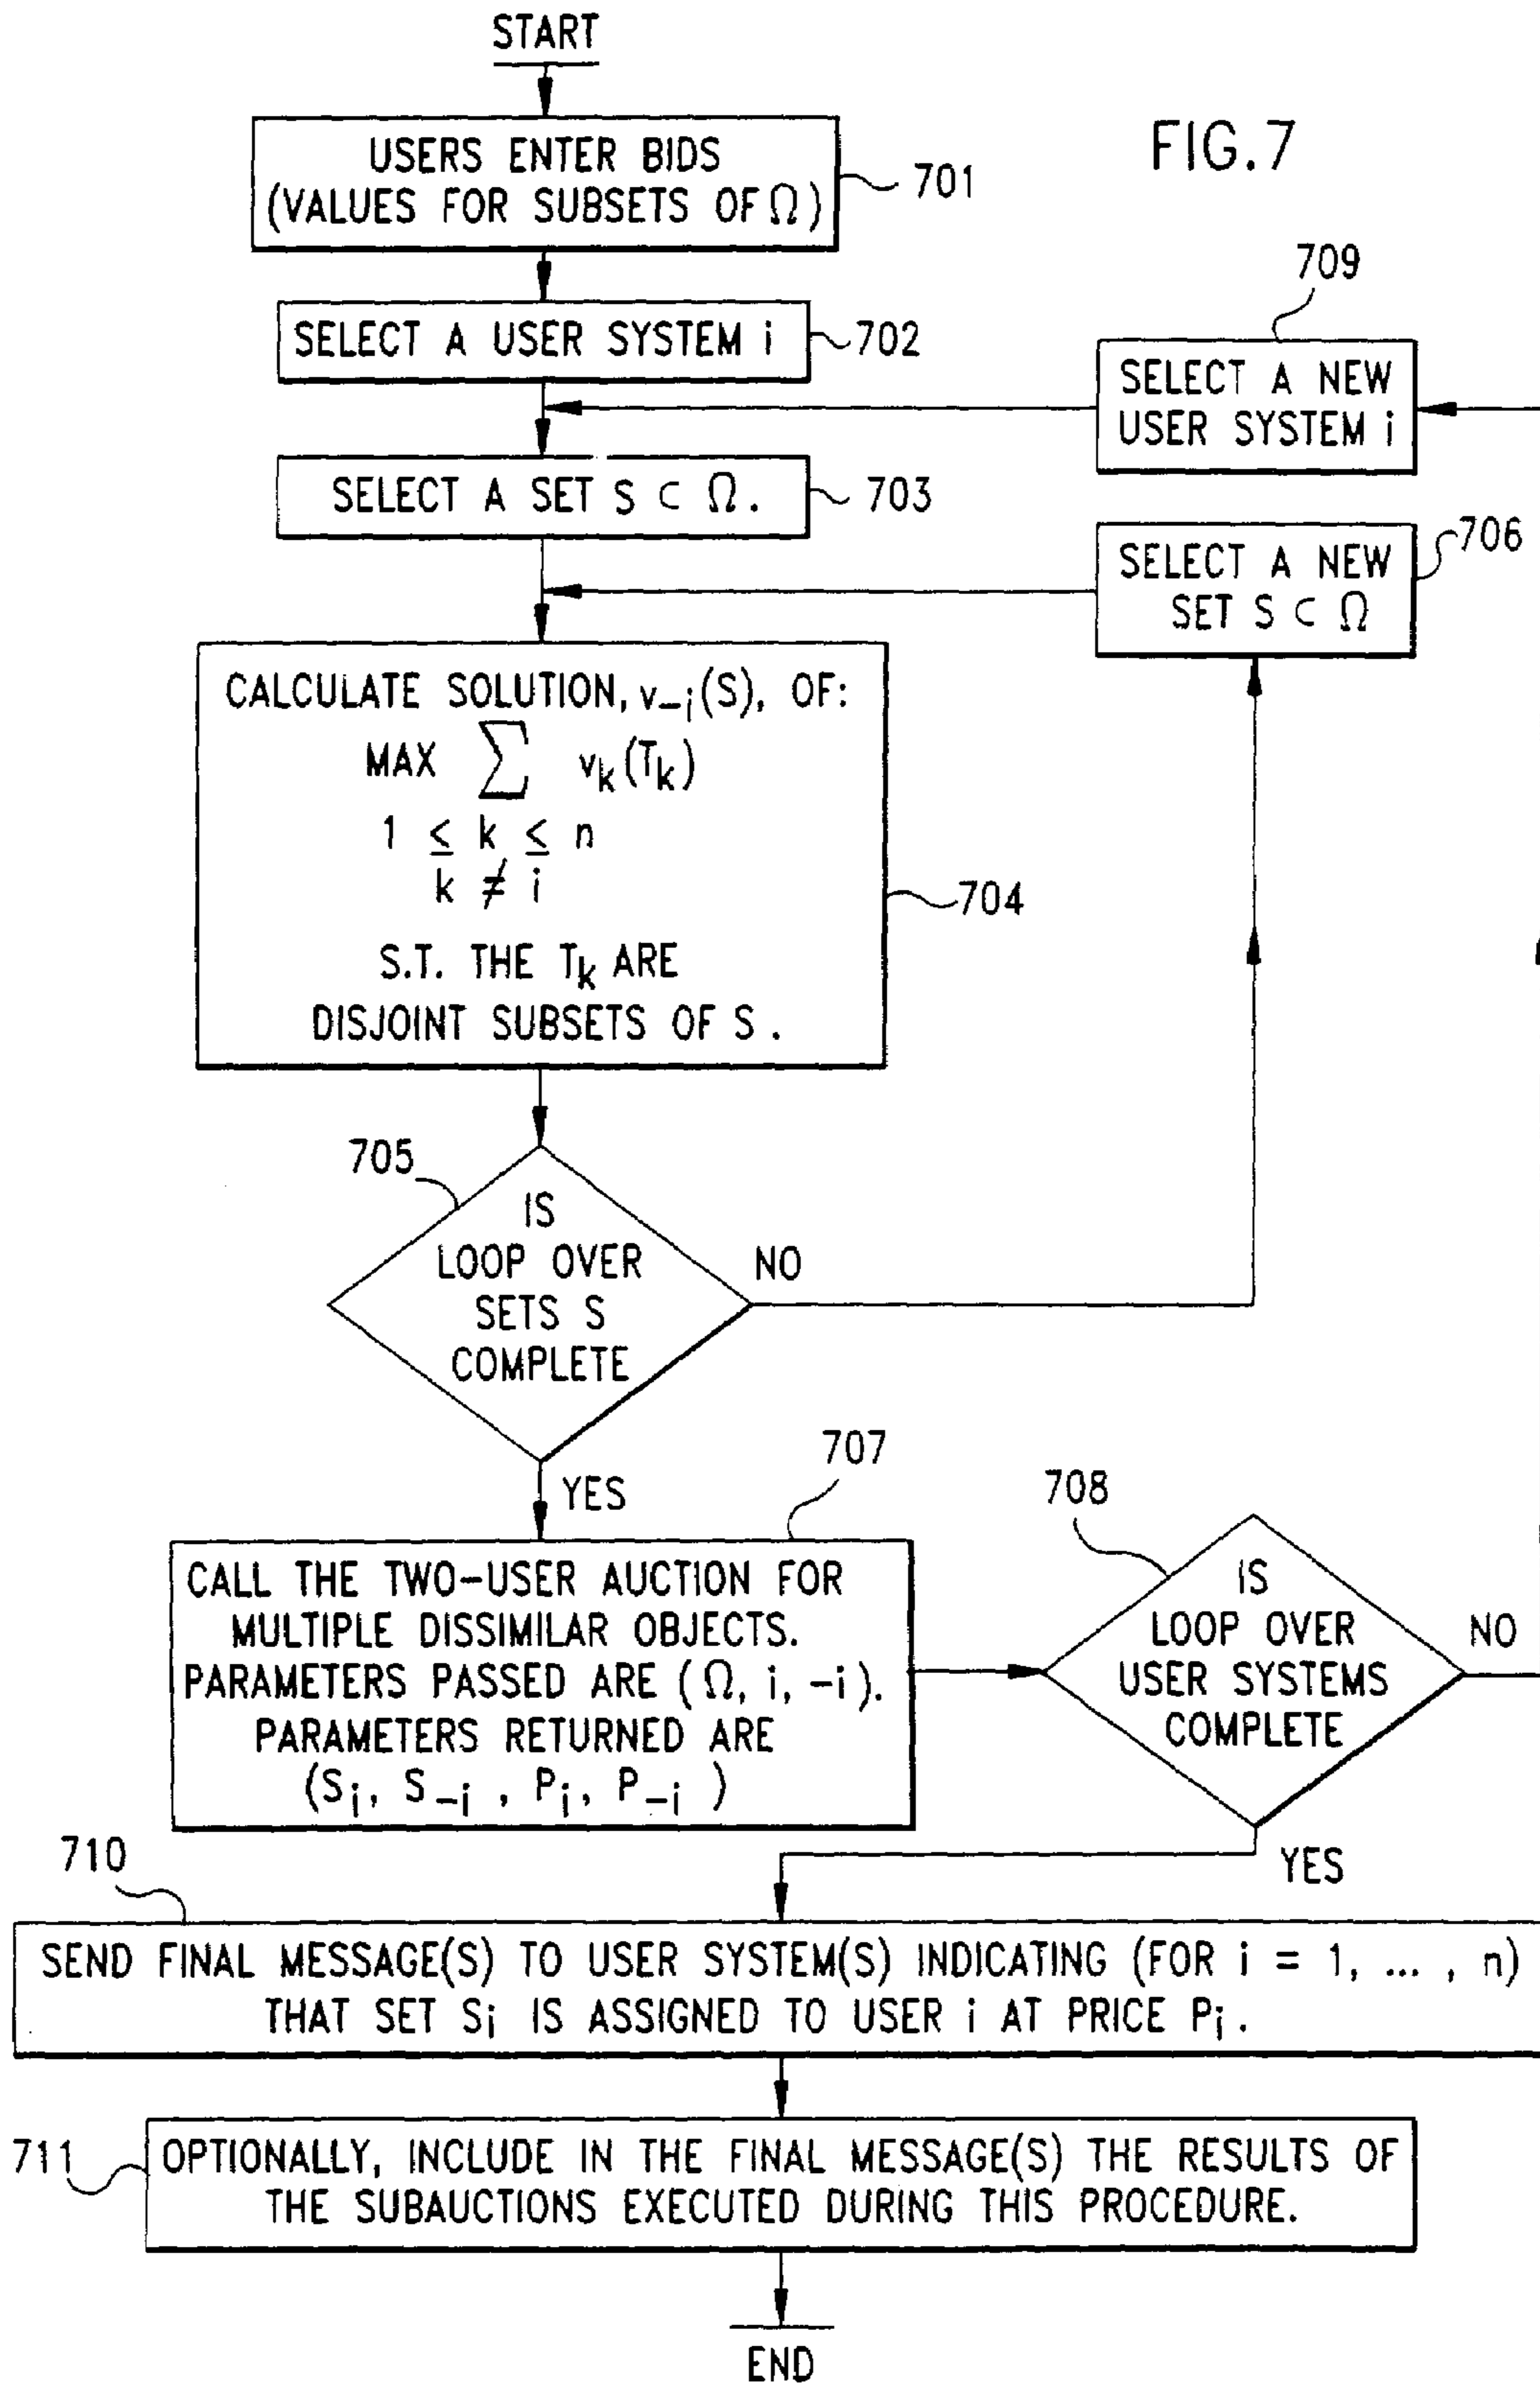 START
FIG.7
USERS ENTER BIDS
(VALUES FOR SUBSETS OF Ω)
701
SELECT A USER SYSTEM i
702
709
SELECT A NEW
USER SYSTEM i
SELECT A SET S ⊂ Ω.
703
706
SELECT A NEW
SET S ⊂ Ω
CALCULATE SOLUTION, v₋ᵢ(S), OF:
MAX ∑ vₖ(Tₖ)
1 ≤ k ≤ n
k ≠ i
S.T. THE Tₖ ARE
DISJOINT SUBSETS OF S.
704
705
IS
LOOP OVER
SETS S
COMPLETE
NO
YES
707
CALL THE TWO-USER AUCTION FOR
MULTIPLE DISSIMILAR OBJECTS.
PARAMETERS PASSED ARE (Ω, i, -i).
PARAMETERS RETURNED ARE
(Sᵢ, S₋ᵢ, Pᵢ, P₋ᵢ)
708
IS
LOOP OVER
USER SYSTEMS
COMPLETE
NO
YES
710
SEND FINAL MESSAGE(S) TO USER SYSTEM(S) INDICATING (FOR i = 1, ... , n)
THAT SET Sᵢ IS ASSIGNED TO USER i AT PRICE Pᵢ.
711
OPTIONALLY, INCLUDE IN THE FINAL MESSAGE(S) THE RESULTS OF
THE SUBAUCTIONS EXECUTED DURING THIS PROCEDURE.
END